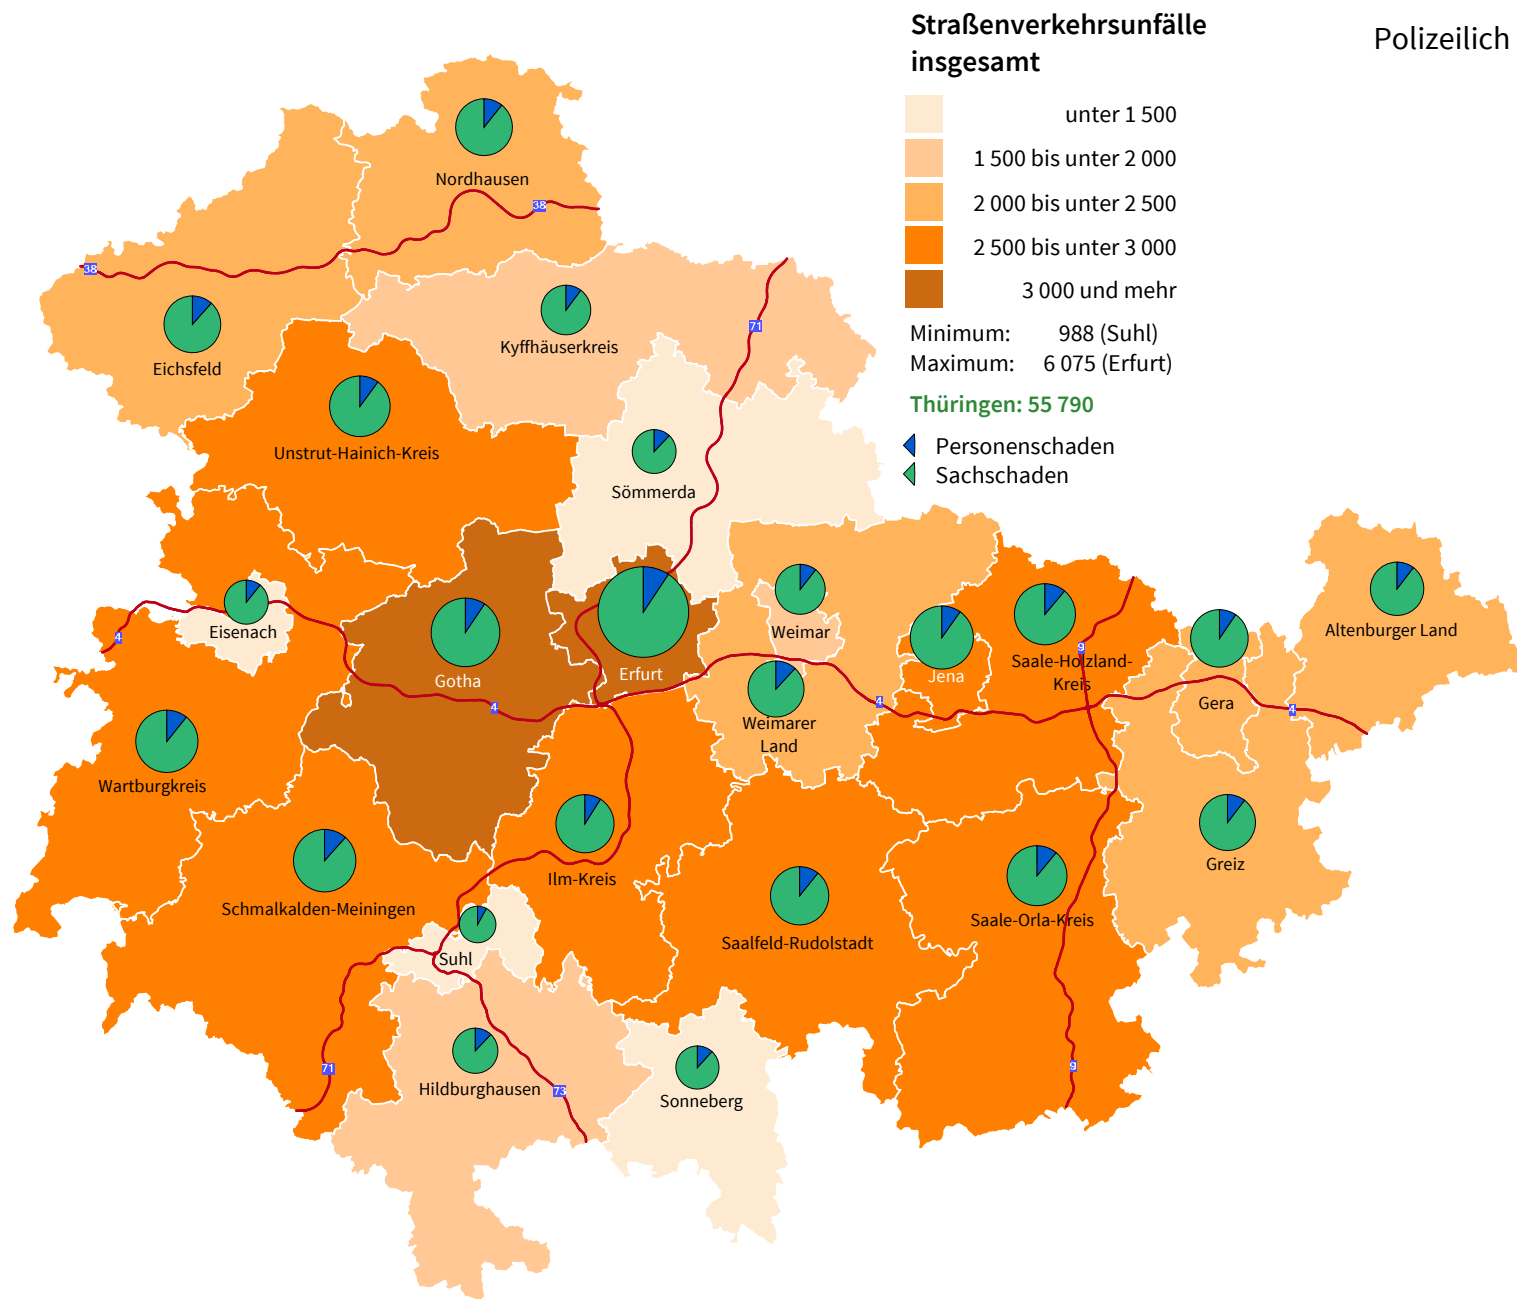 Straßenverkehrsunfälle
insgesamt
Polizeilich
unter 1 500
1 500 bis unter 2 000
2 000 bis unter 2 500
2 500 bis unter 3 000
3 000 und mehr
Minimum: 988 (Suhl)
Maximum: 6 075 (Erfurt)
Thüringen: 55 790
Personenschaden
Sachschaden
Nordhausen
38
38
71
Kyffhäuserkreis
Eichsfeld
Unstrut-Hainich-Kreis
Sömmerda
Eisenach
4
Weimar
Altenburger Land
9
Saale-Holzland-
Kreis
Erfurt
Jena
Gotha
4
4
Gera
4
Weimarer
Land
Wartburgkreis
Greiz
Ilm-Kreis
Schmalkalden-Meiningen
Saale-Orla-Kreis
Saalfeld-Rudolstadt
Suhl
71
9
Hildburghausen
73
Sonneberg